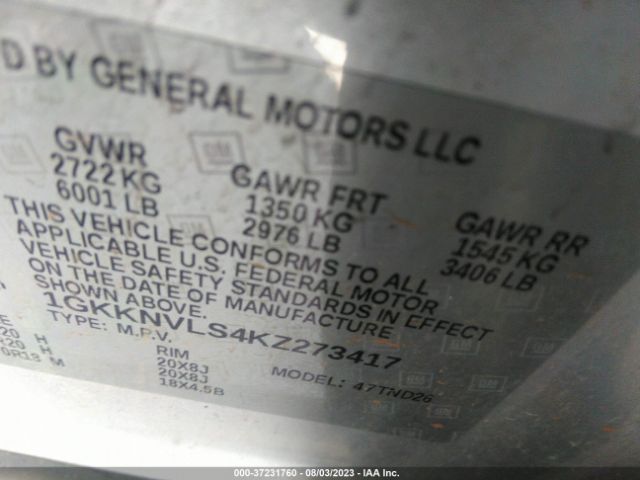 D BY GENERAL MOTORS LLC
GVWR
2722 KG
6001 LB
GAWR FRT
1350 KG
2976 LB
GAWR RR
1545 KG
3406 LB
THIS VEHICLE CONFORMS TO ALL
APPLICABLE U.S. FEDERAL MOTOR
VEHICLE SAFETY STANDARDS IN EFFECT
ON THE DATE OF MANUFACTURE
SHOWN ABOVE.
1GKKNVLS4KZ273417
TYPE: M.P.V.
MODEL: 47TND26
E
20 H
R20 H
0R18 M
RIM
20X8J
20X8J
18X4.5B
000-37231760 - 08/03/2023 - IAA Inc.